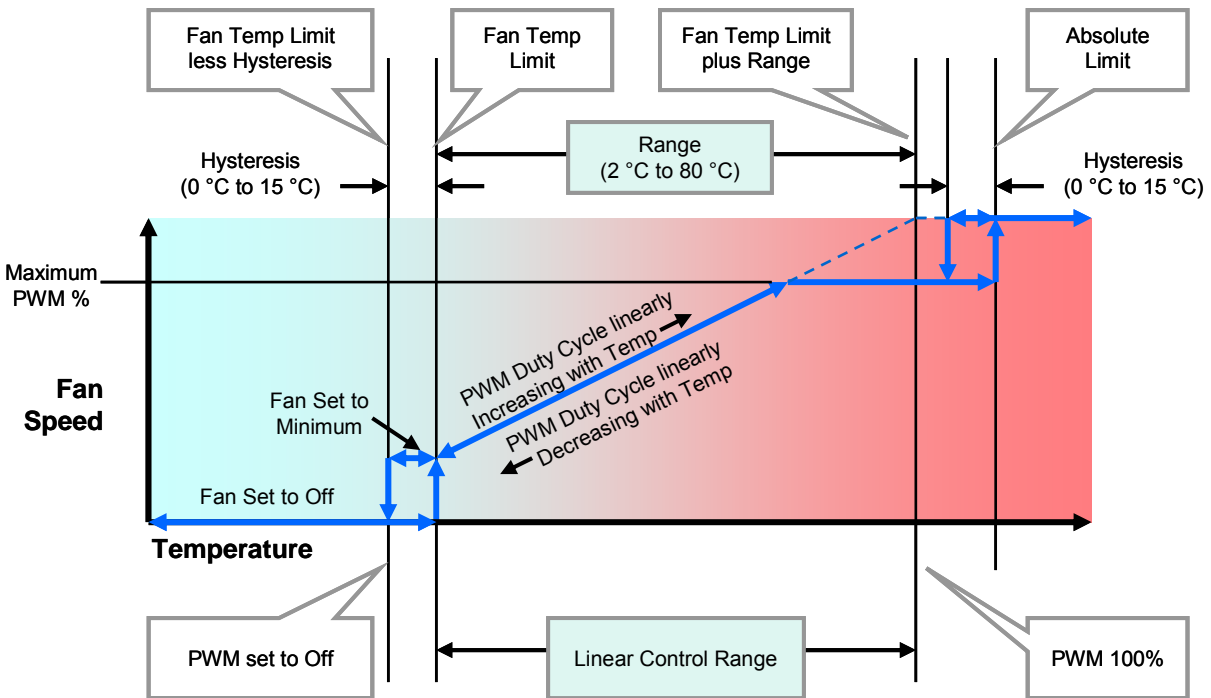 Fan Temp Limit
less Hysteresis
Fan Temp
Limit
Fan Temp Limit
plus Range
Absolute
Limit
Hysteresis
(0 °C to 15 °C)
Range
(2 °C to 80 °C)
Hysteresis
(0 °C to 15 °C)
Maximum
PWM %
PWM Duty Cycle linearly
Increasing with Temp
PWM Duty Cycle linearly
Decreasing with Temp
Fan
Speed
Fan Set to
Minimum
Fan Set to Off
Temperature
PWM set to Off
Linear Control Range
PWM 100%